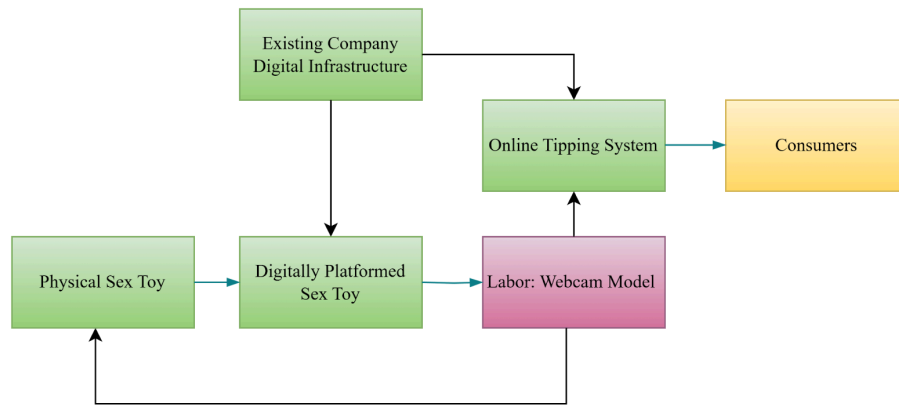 Existing Company
Digital Infrastructure
Online Tipping System
Consumers
Physical Sex Toy
Digitally Platformed
Sex Toy
Labor: Webcam Model